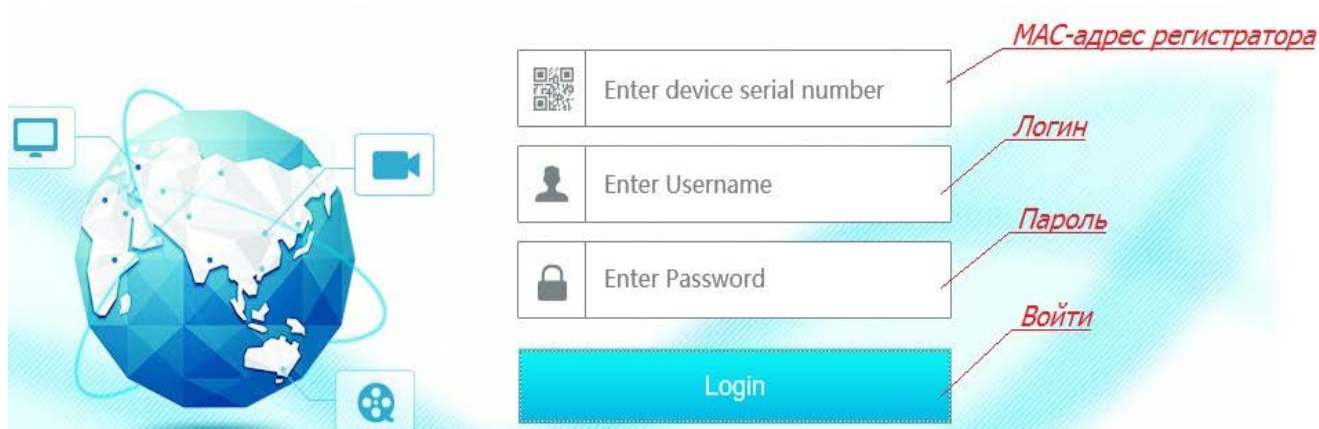 MAC-адрес регистратора
Enter device serial number
Логин
Enter Username
Пароль
Enter Password
Войти
Login